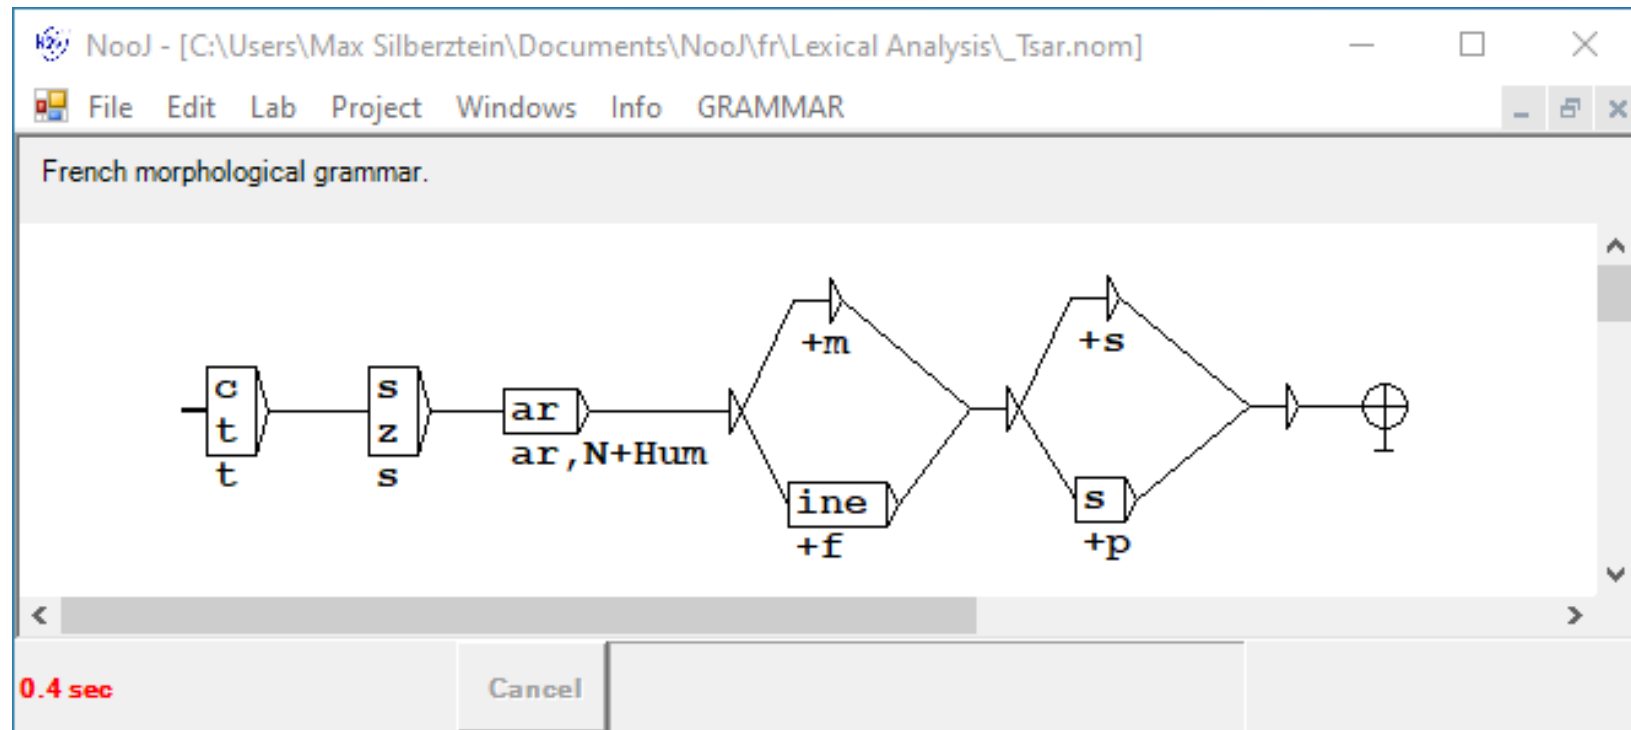 NooJ - [C:\Users\Max Silberztein\Documents\NooJ\fr\Lexical Analysis\_Tsar.nom]
File Edit Lab Project Windows Info GRAMMAR
French morphological grammar.
+m
+s
c
t
t
s
z
s
ar
ar,N+Hum
ine
+f
s
+p
0.4 sec
Cancel